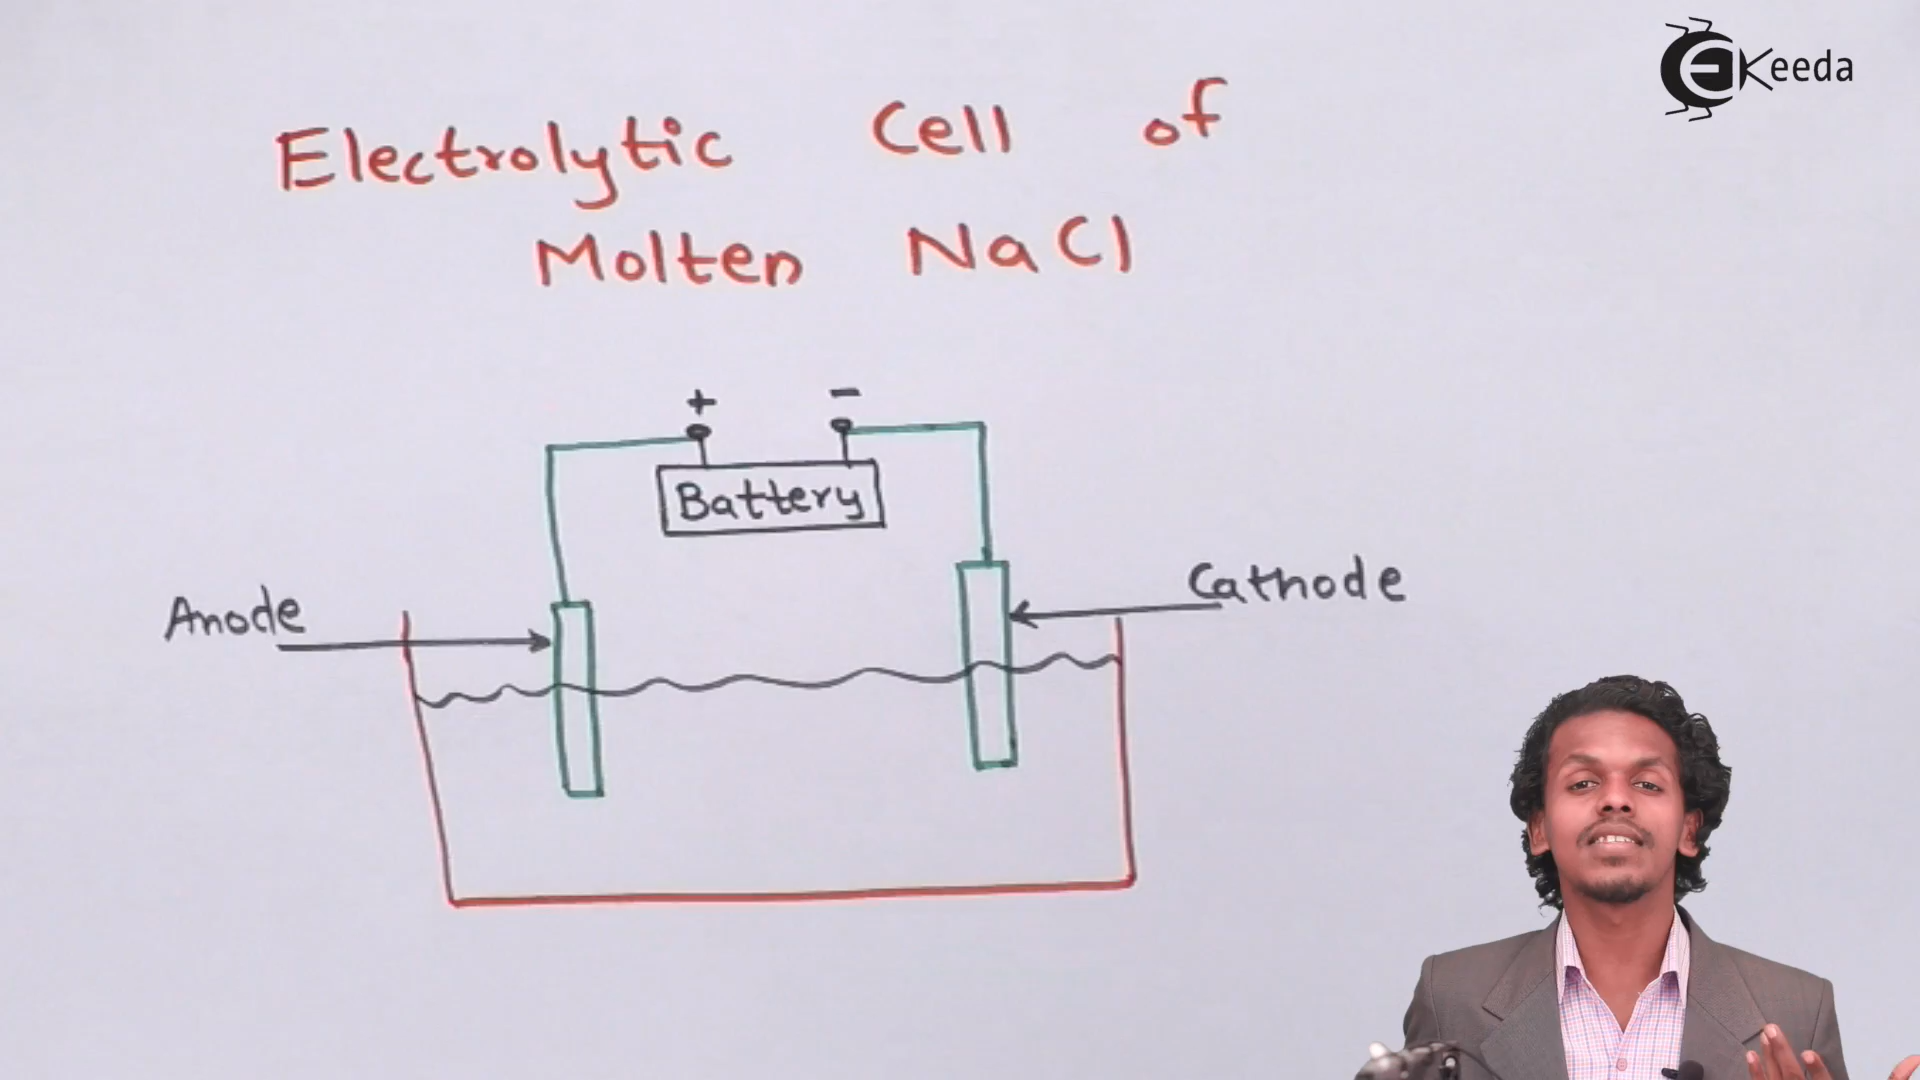 EKeeda
Electrolytic Cell of
Molten NaCl
+ -
Battery
Anode
Cathode